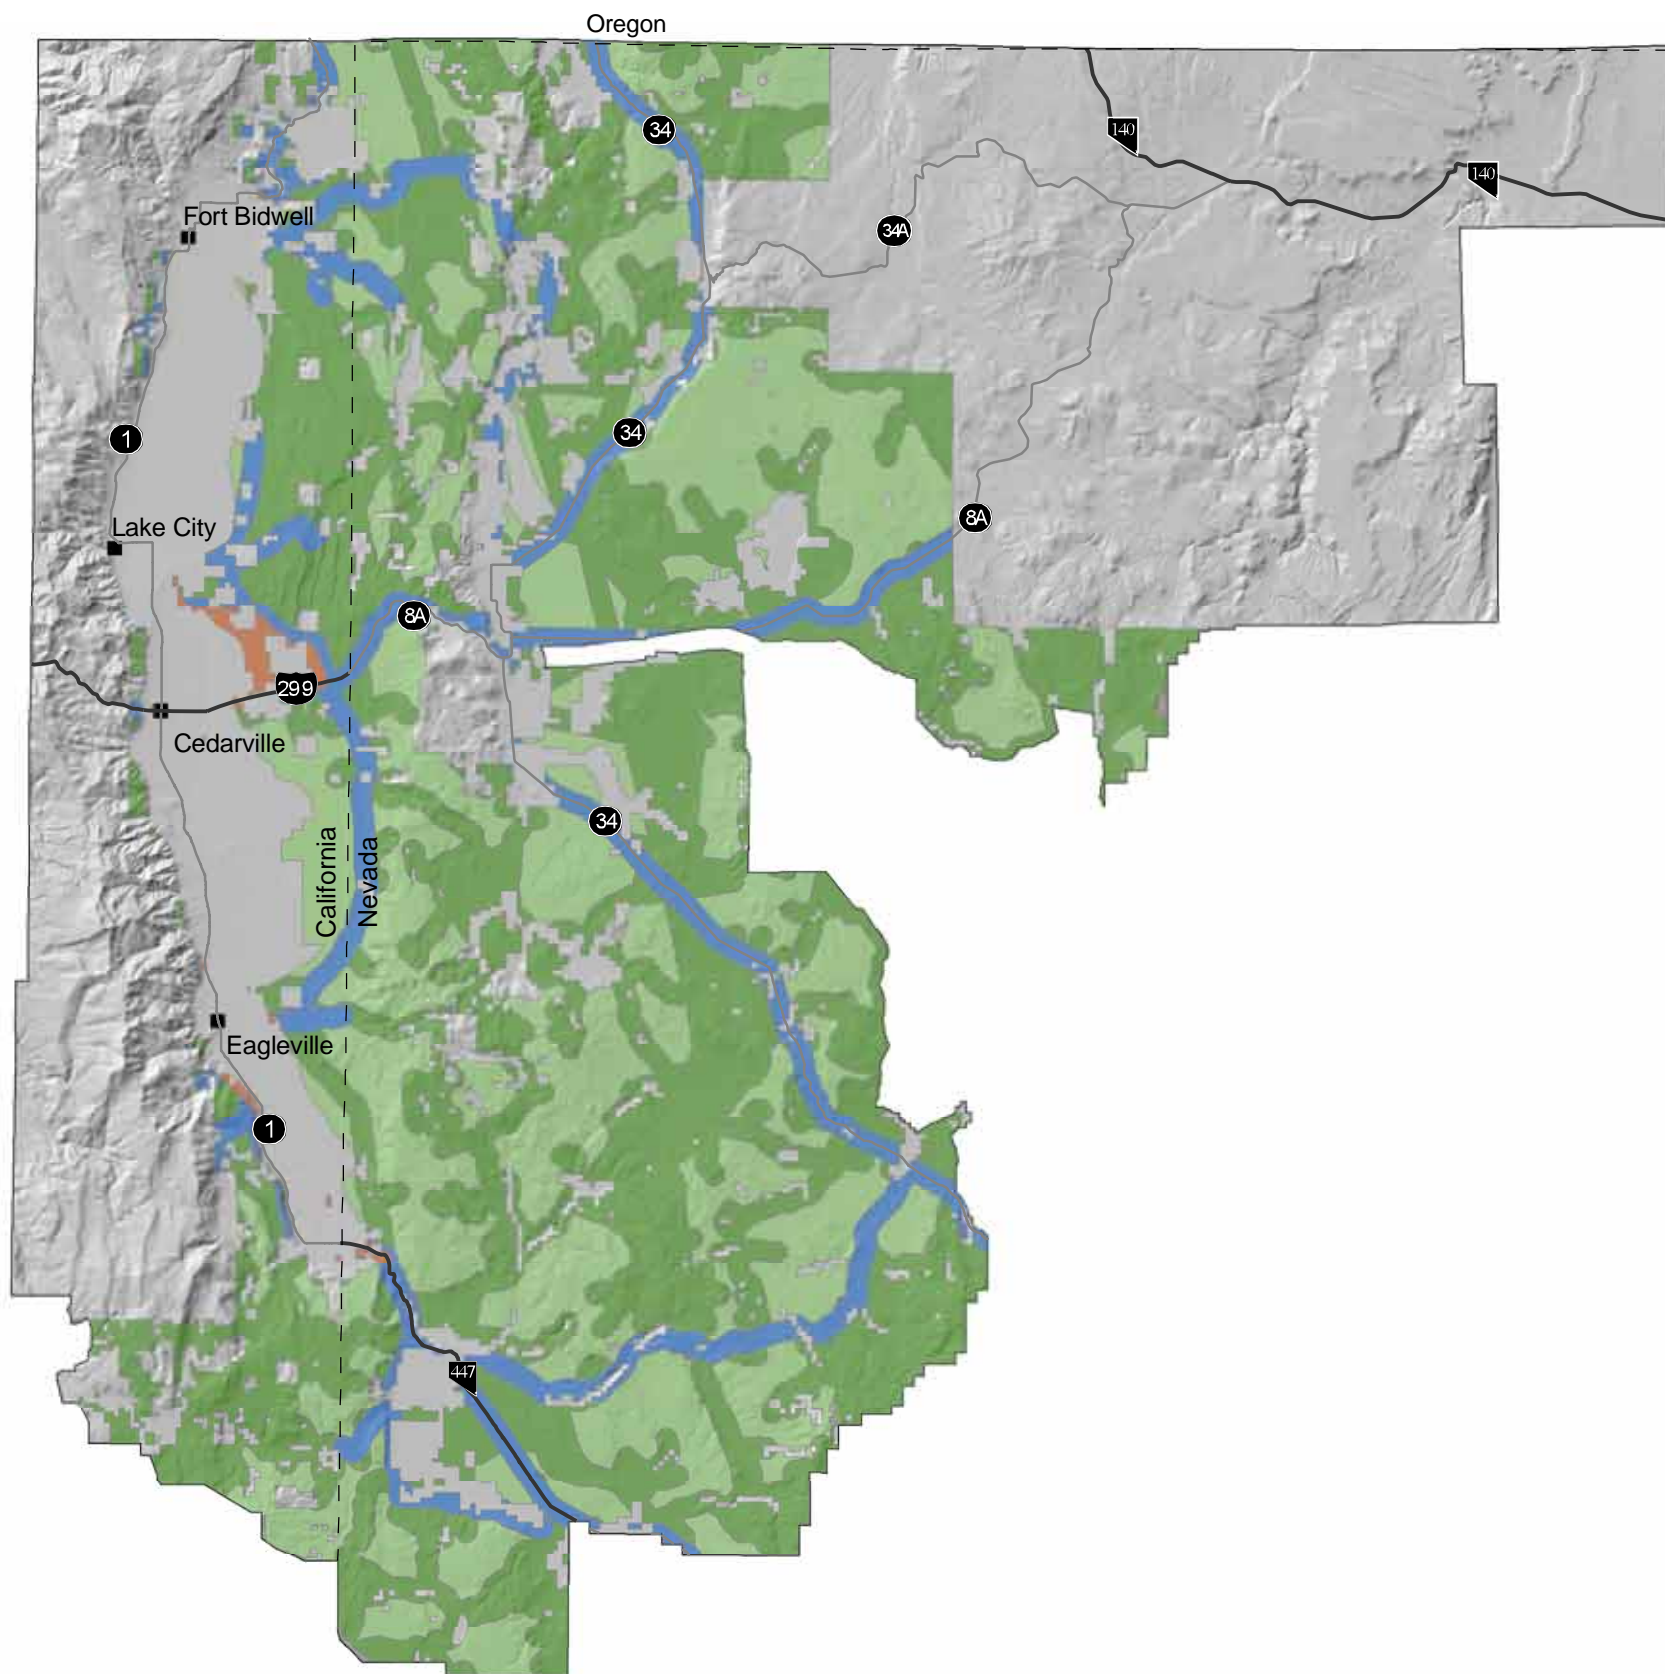 Oregon
34
140
140
Fort Bidwell
34A
34
1
8A
Lake City
8A
299
Cedarville
34
California
Nevada
Eagleville
1
447